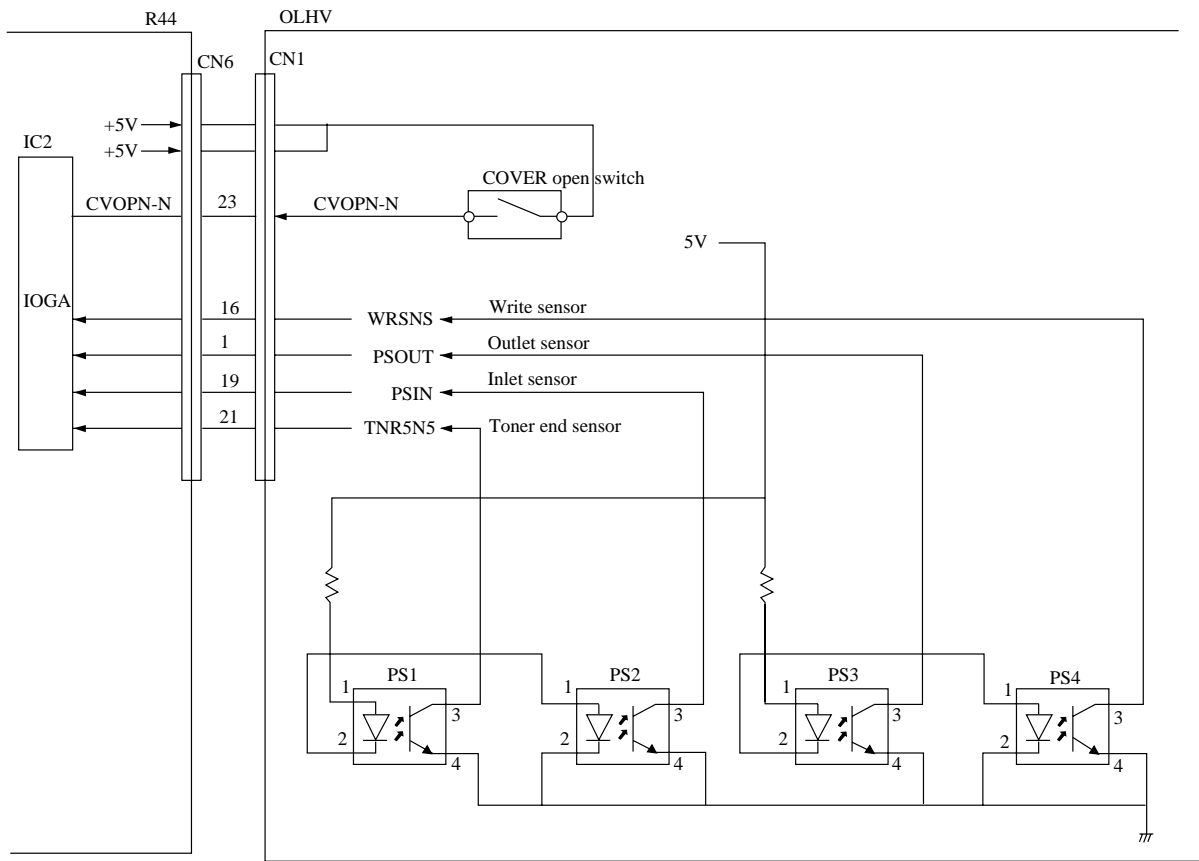 R44
OLHV
CN6
CN1
+5V
+5V
IC2
COVER open switch
CVOPN-N
23
CVOPN-N
5V
IOGA
16
WRSNS
Write sensor
1
PSOUT
Outlet sensor
19
PSIN
Inlet sensor
21
TNR5N5
Toner end sensor
PS1
PS2
PS3
PS4
1
2
3
4
1
2
3
4
1
2
3
4
1
2
3
4